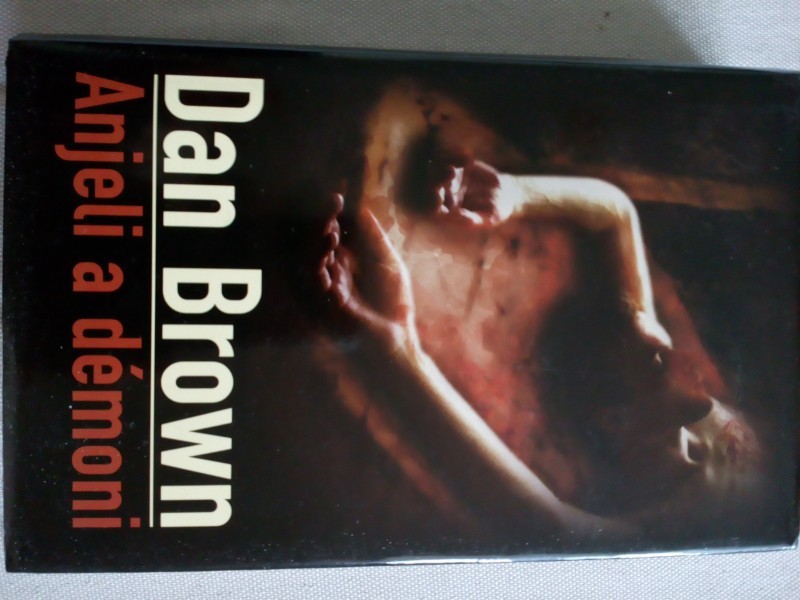 Dan Brown
Anjeli a démoni